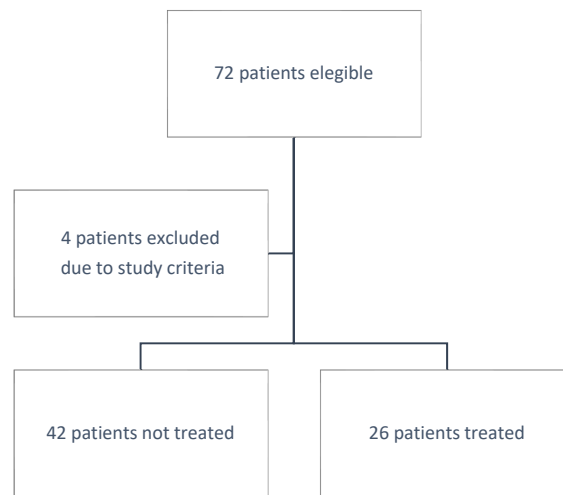 72 patients elegible
4 patients excluded
due to study criteria
42 patients not treated
26 patients treated